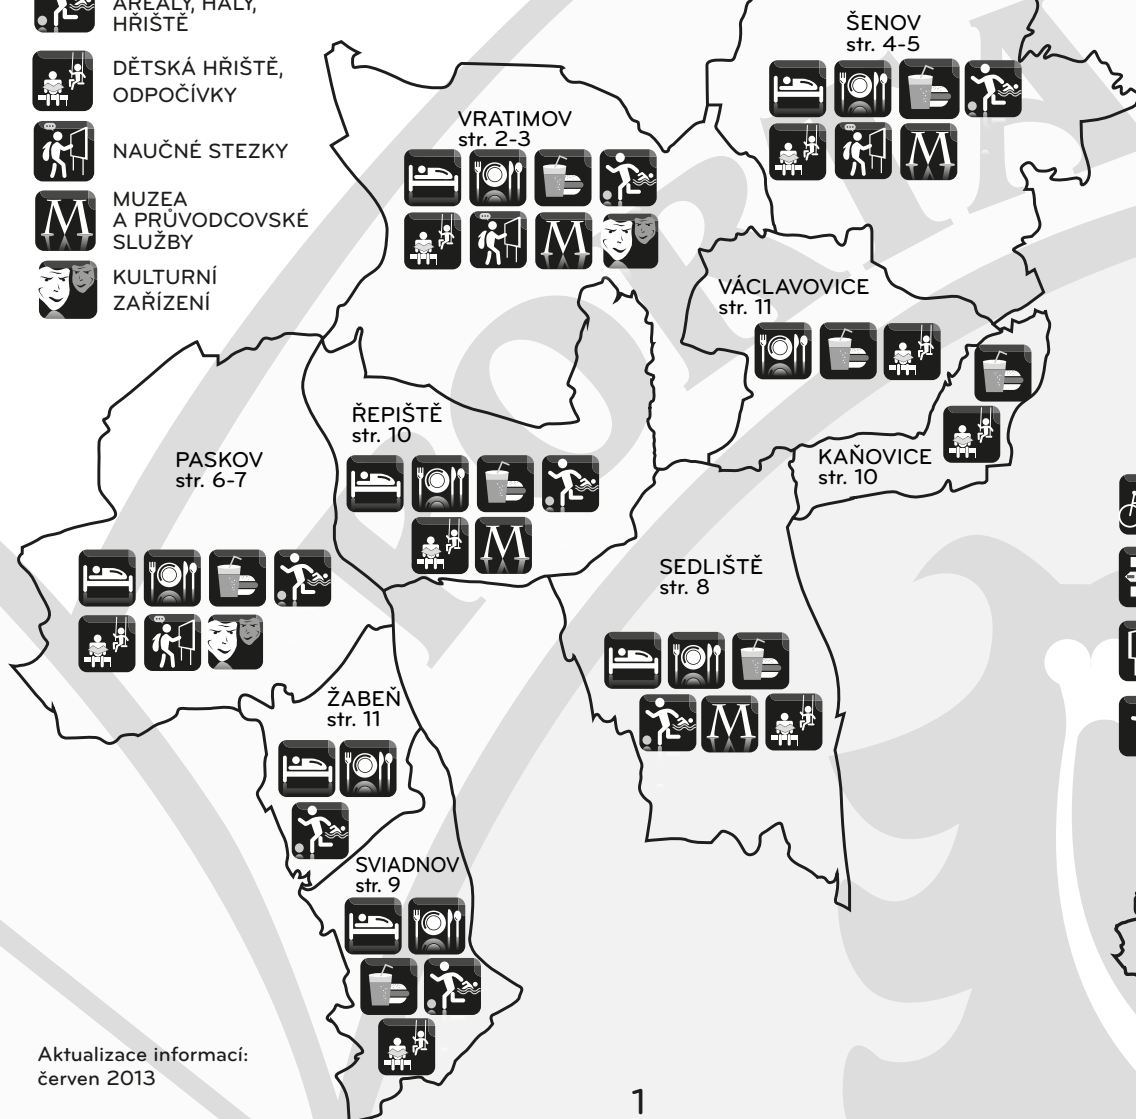 AREÁLY, HALY,
HŘIŠTĚ
DĚTSKÁ HŘIŠTĚ,
ODPOČÍVKY
NAUČNÉ STEZKY
MUZEA
A PRŮVODCOVSKÉ
SLUŽBY
KULTURNÍ
ZAŘÍZENÍ
ŠENOV
str. 4-5
VRATIMOV
str. 2-3
VÁCLAVOVICE
str. 11
ŘEPIŠTĚ
str. 10
KAŇOVICE
str. 10
PASKOV
str. 6-7
SEDLIŠTĚ
str. 8
ŽABEŇ
str. 11
SVIADNOV
str. 9
Aktualizace informací:
červen 2013
1